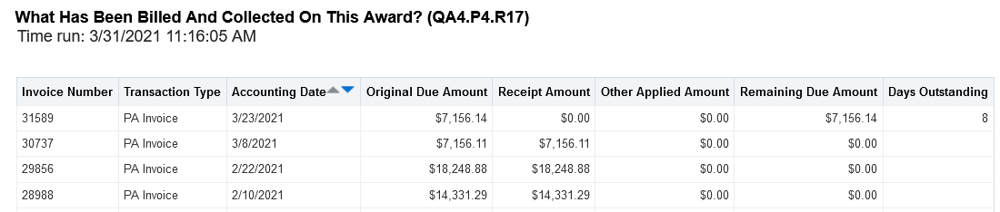 What Has Been Billed And Collected On This Award? (QA4.P4.R17)
Time run: 3/31/2021 11:16:05 AM
Invoice Number Transaction Type Accounting Date Original Due Amount Receipt Amount Other Applied Amount Remaining Due Amount Days Outstanding
31589 PA Invoice 3/23/2021 $7,156.14 $0.00 $0.00 $7,156.14 8
30737 PA Invoice 3/8/2021 $7,156.11 $7,156.11 $0.00 $0.00
29856 PA Invoice 2/22/2021 $18,248.88 $18,248.88 $0.00 $0.00
28988 PA Invoice 2/10/2021 $14,331.29 $14,331.29 $0.00 $0.00